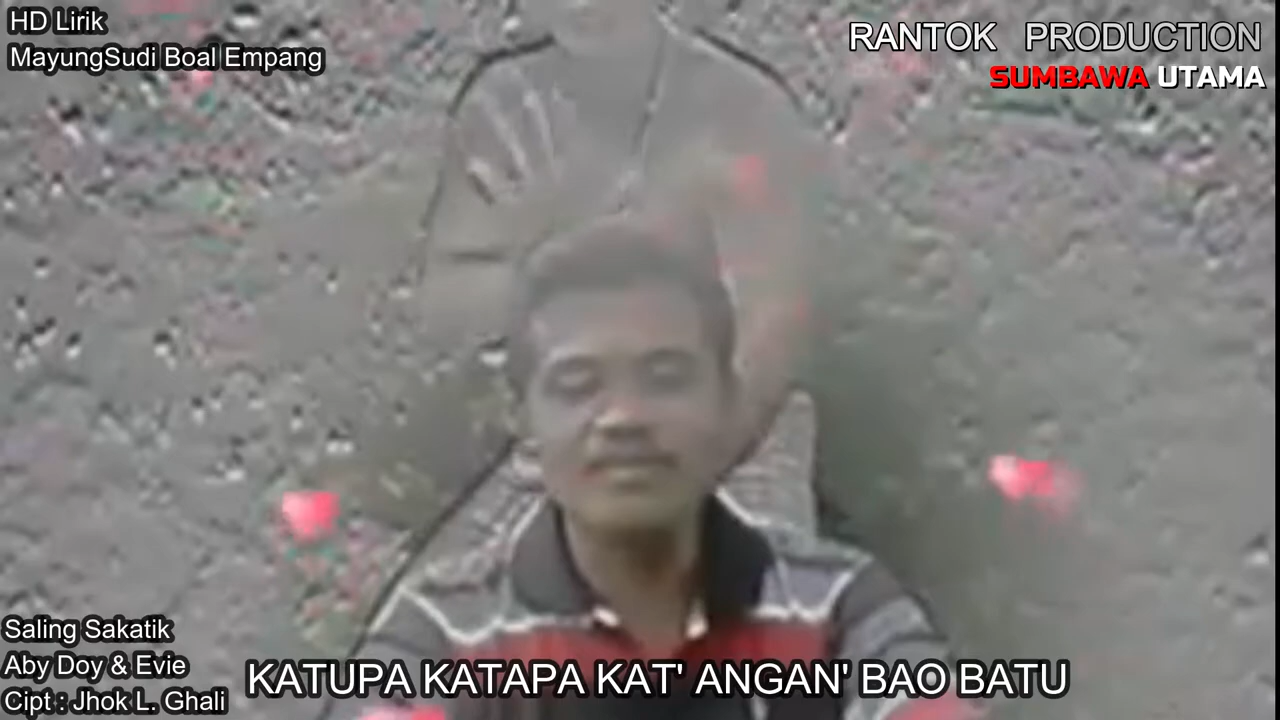 HD Lirik
MayungSudi Boal Empang
RANTOK PRODUCTION
SUMBAWA UTAMA
Saling Sakatik
Aby Doy & Evie
Cipt : Jhok L. Ghali
KATUPA KATAPA KAT' ANGAN' BAO BATU